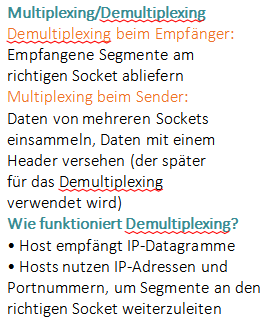 Multiplexing/Demultiplexing
Demultiplexing beim Empfänger:
Empfangene Segmente am
richtigen Socket abliefern
Multiplexing beim Sender:
Daten von mehreren Sockets
einsammeln, Daten mit einem
Header versehen (der später
für das Demultiplexing
verwendet wird)
Wie funktioniert Demultiplexing?
• Host empfängt IP-Datagramme
• Hosts nutzen IP-Adressen und
Portnummern, um Segmente an den
richtigen Socket weiterzuleiten